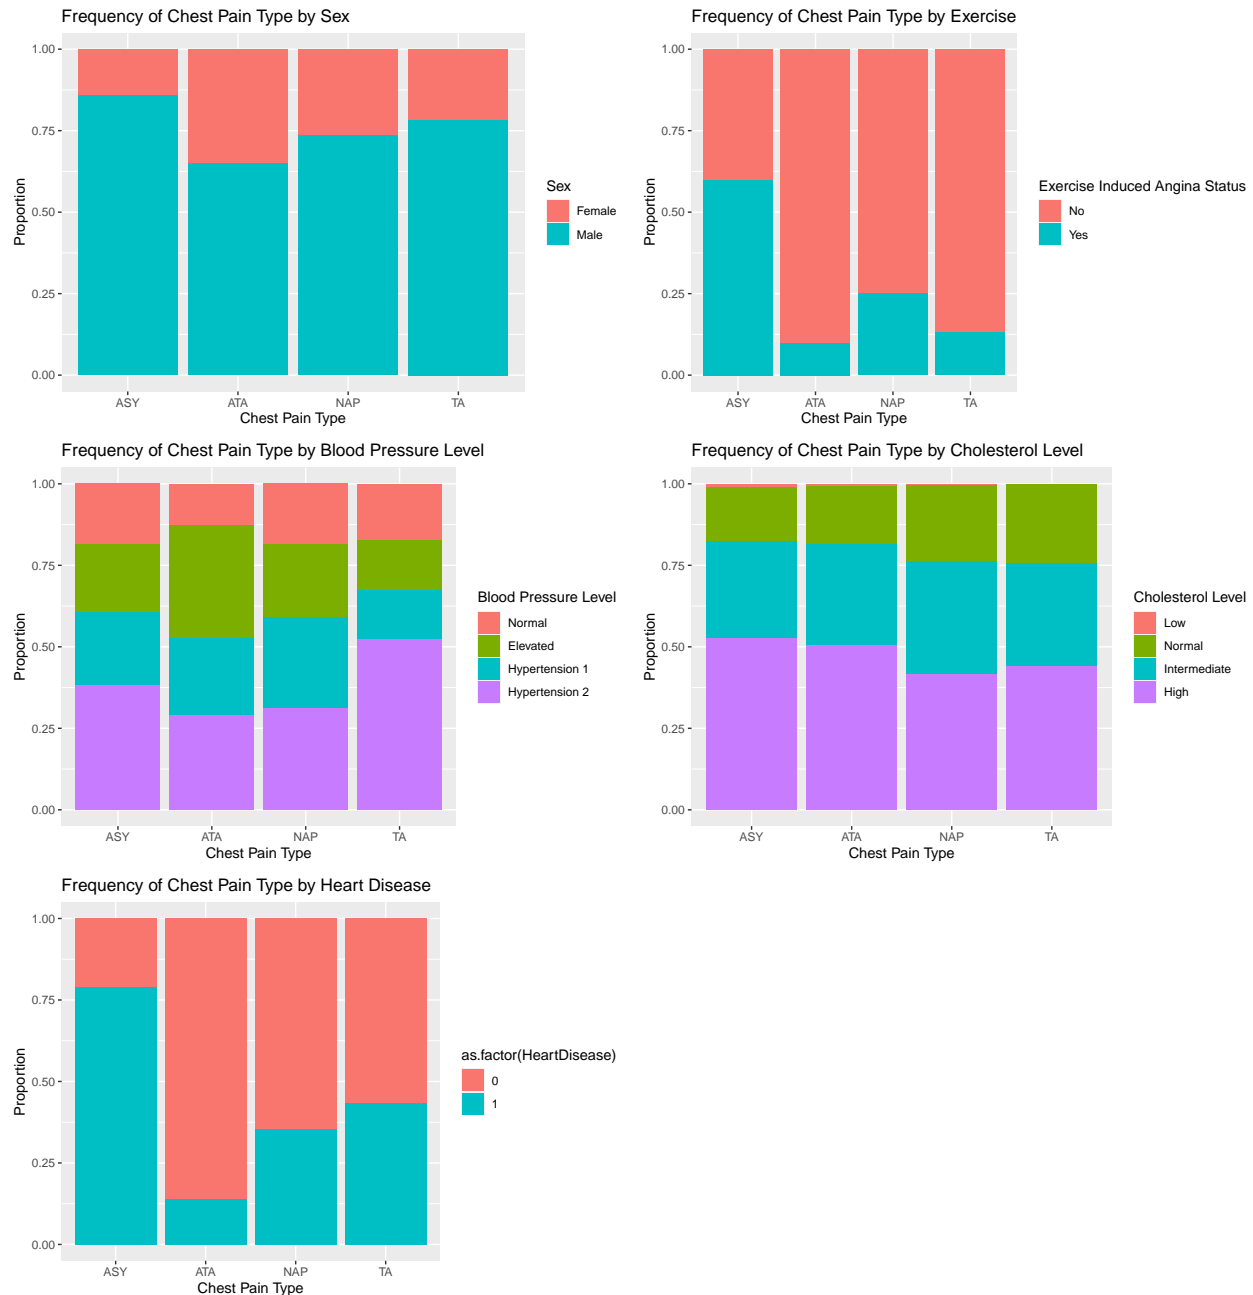 Frequency of Chest Pain Type by Sex
1.00
0.75
0.50
0.25
0.00
Proportion
ASY ATA NAP TA
Chest Pain Type
Sex
Female
Male
Frequency of Chest Pain Type by Exercise
1.00
0.75
0.50
0.25
0.00
Proportion
ASY ATA NAP TA
Chest Pain Type
Exercise Induced Angina Status
No
Yes
Frequency of Chest Pain Type by Blood Pressure Level
1.00
0.75
0.50
0.25
0.00
Proportion
ASY ATA NAP TA
Chest Pain Type
Blood Pressure Level
Normal
Elevated
Hypertension 1
Hypertension 2
Frequency of Chest Pain Type by Cholesterol Level
1.00
0.75
0.50
0.25
0.00
Proportion
ASY ATA NAP TA
Chest Pain Type
Cholesterol Level
Low
Normal
Intermediate
High
Frequency of Chest Pain Type by Heart Disease
1.00
0.75
0.50
0.25
0.00
Proportion
ASY ATA NAP TA
Chest Pain Type
as.factor(HeartDisease)
0
1